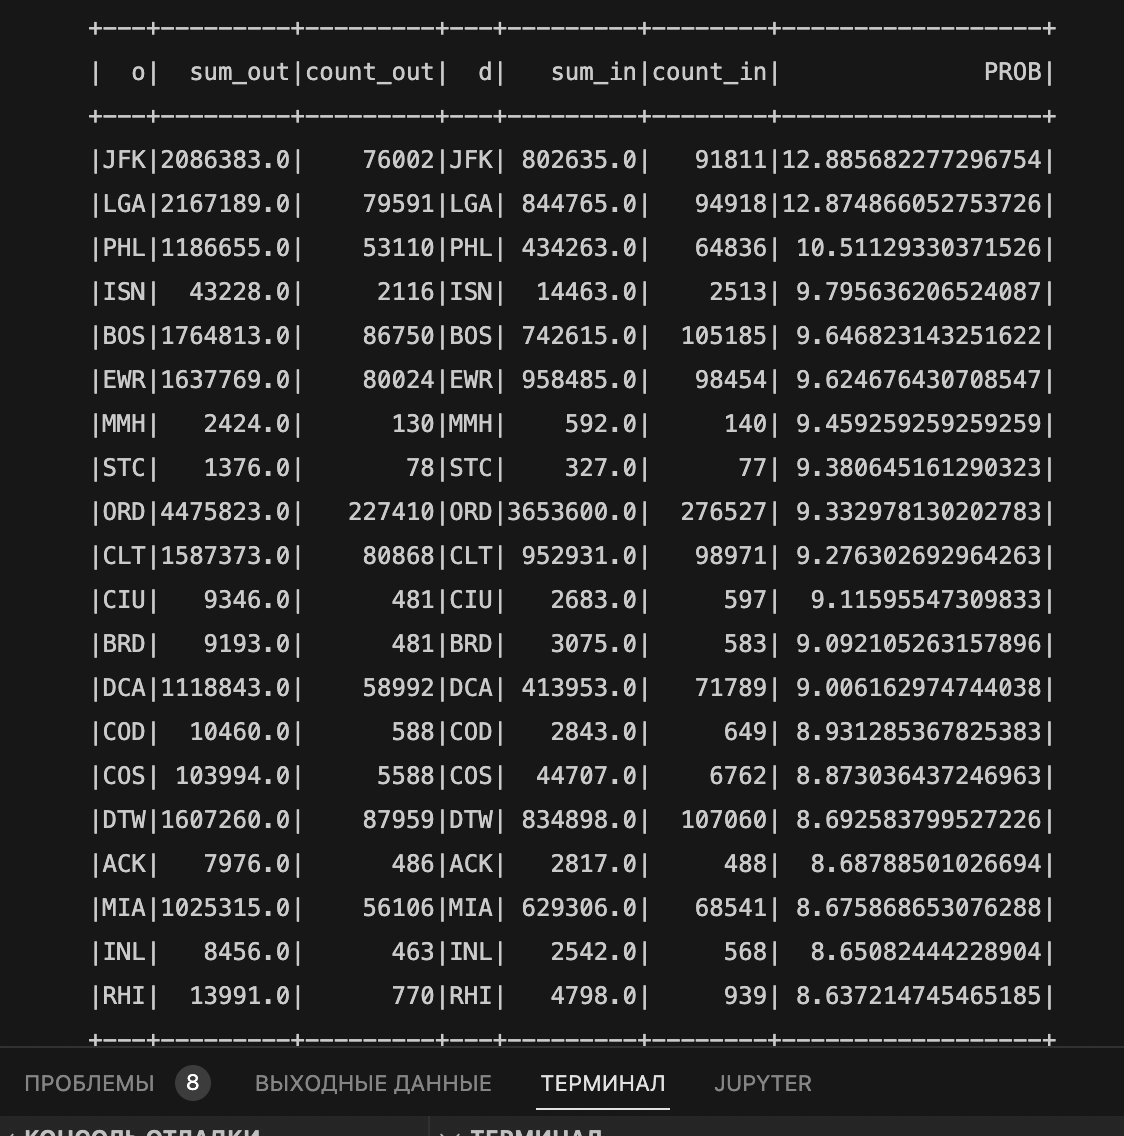 +---+---------+---------+---+---------+--------+------------------+
|  o|  sum_out|count_out|  d|   sum_in|count_in|              PROB|
+---+---------+---------+---+---------+--------+------------------+
|JFK|2086383.0|    76002|JFK| 802635.0|   91811|12.885682277296754|
|LGA|2167189.0|    79591|LGA| 844765.0|   94918|12.874866052753726|
|PHL|1186655.0|    53110|PHL| 434263.0|   64836| 10.51129330371526|
|ISN|  43228.0|     2116|ISN|  14463.0|    2513| 9.795636206524087|
|BOS|1764813.0|    86750|BOS| 742615.0|  105185| 9.646823143251622|
|EWR|1637769.0|    80024|EWR| 958485.0|   98454| 9.624676430708547|
|MMH|   2424.0|      130|MMH|    592.0|     140| 9.459259259259259|
|STC|   1376.0|       78|STC|    327.0|      77| 9.380645161290323|
|ORD|4475823.0|   227410|ORD|3653600.0|  276527| 9.332978130202783|
|CLT|1587373.0|    80868|CLT| 952931.0|   98971| 9.276302692964263|
|CIU|   9346.0|      481|CIU|   2683.0|     597|  9.11595547309833|
|BRD|   9193.0|      481|BRD|   3075.0|     583| 9.092105263157896|
|DCA|1118843.0|    58992|DCA| 413953.0|   71789| 9.006162974744038|
|COD|  10460.0|      588|COD|   2843.0|     649| 8.931285367825383|
|COS| 103994.0|     5588|COS|  44707.0|    6762| 8.873036437246963|
|DTW|1607260.0|    87959|DTW| 834898.0|  107060| 8.692583799527226|
|ACK|   7976.0|      486|ACK|   2817.0|     488|  8.68788501026694|
|MIA|1025315.0|    56106|MIA| 629306.0|   68541| 8.675868653076288|
|INL|   8456.0|      463|INL|   2542.0|     568|  8.65082444228904|
|RHI|  13991.0|      770|RHI|   4798.0|     939| 8.637214745465185|
+---+---------+---------+---+---------+--------+------------------+
ПРОБЛЕМЫ 8 ВЫХОДНЫЕ ДАННЫЕ ТЕРМИНАЛ JUPYTER
КОНСОЛЬ ОТЛАДКИ ТЕРМИНАЛ